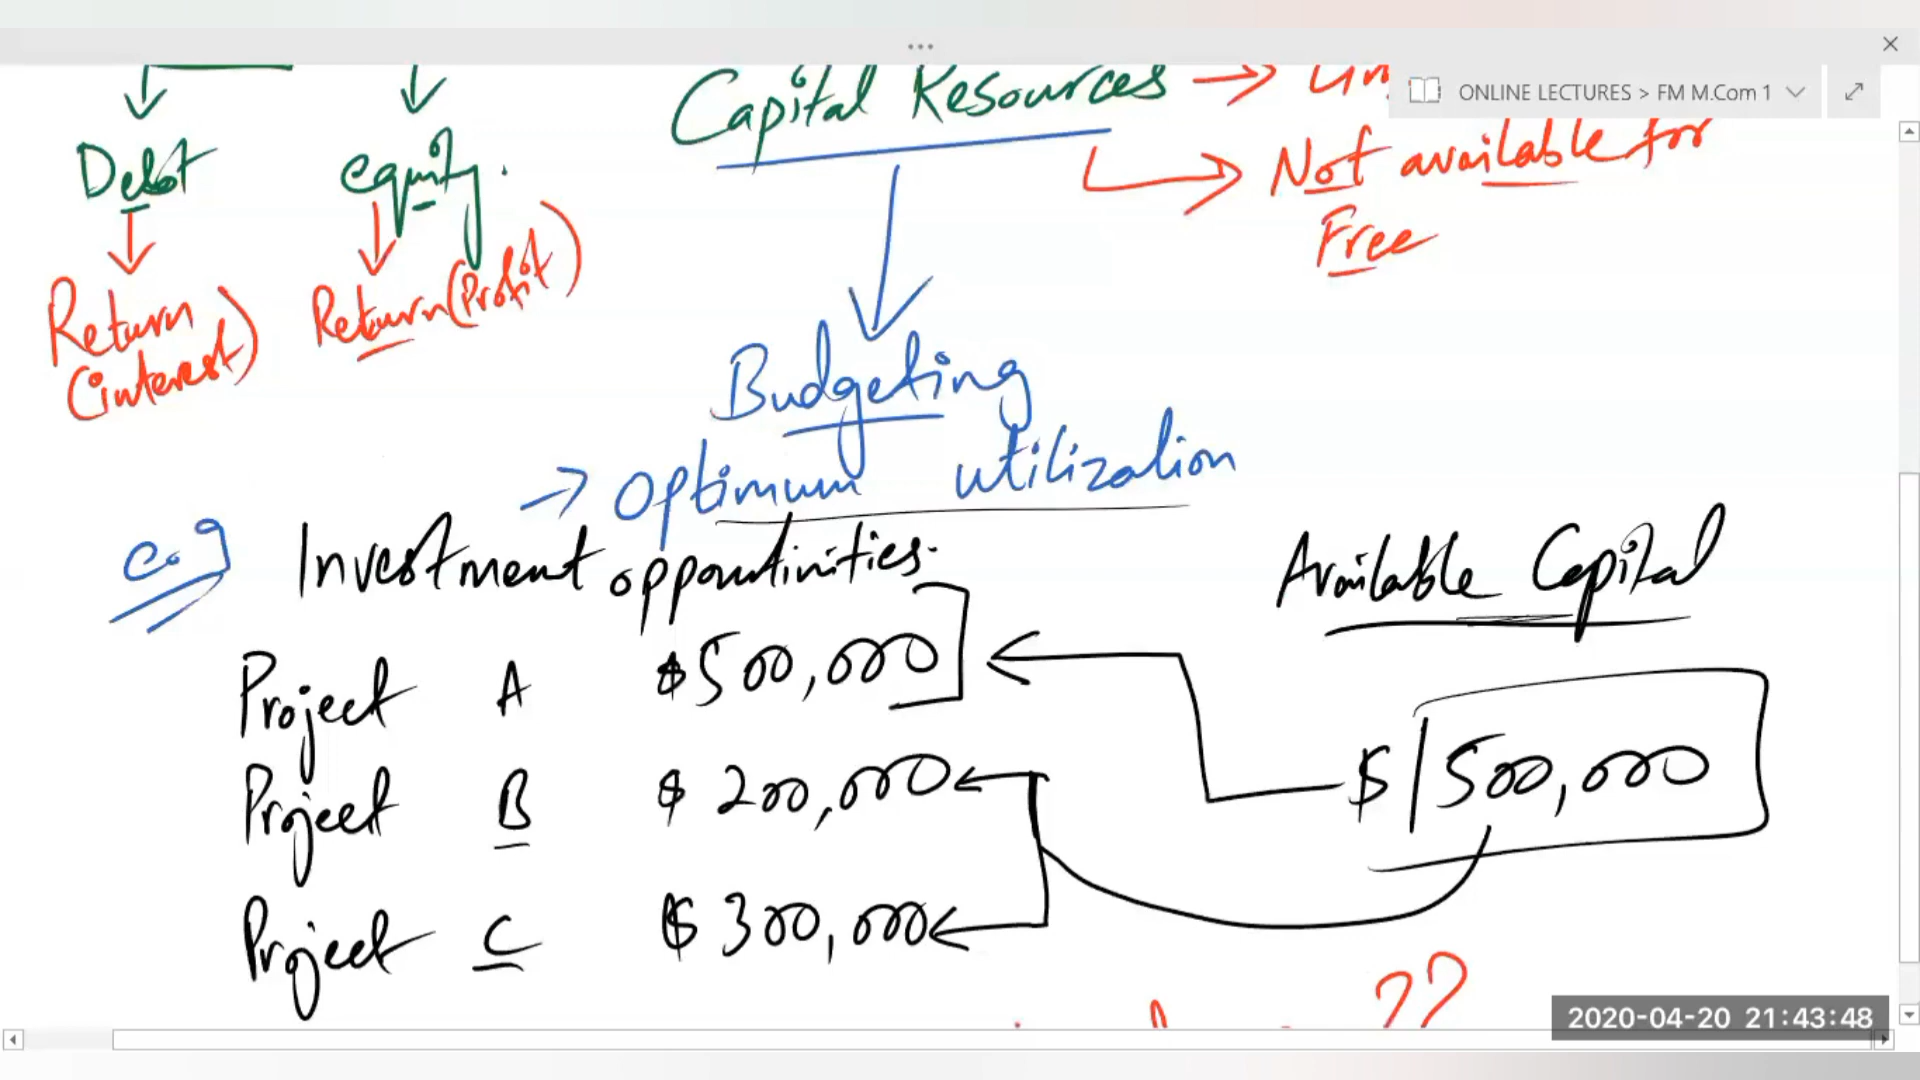 ONLINE LECTURES > FM M.Com 1
Capital Resources
Debt
equity.
Not available for
Free
Return
(interest)
Return (Profit)
Budgeting
→ Optimum utilization
e.g
Investment opportinities.
Available Capital
Project A $500,000
Project B $ 200,000
Project C $ 300,000
$ 500,000
??
2020-04-20 21:43:48